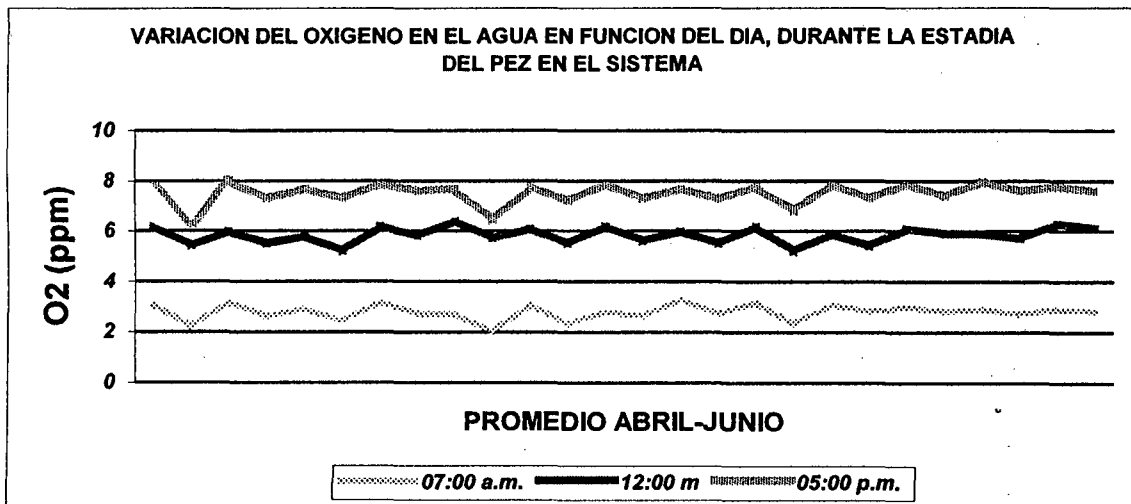 VARIACION DEL OXIGENO EN EL AGUA EN FUNCION DEL DIA, DURANTE LA ESTADIA
DEL PEZ EN EL SISTEMA
O2 (ppm)
10
8
6
4
2
0
PROMEDIO ABRIL-JUNIO
07:00 a.m. 12:00 m 05:00 p.m.